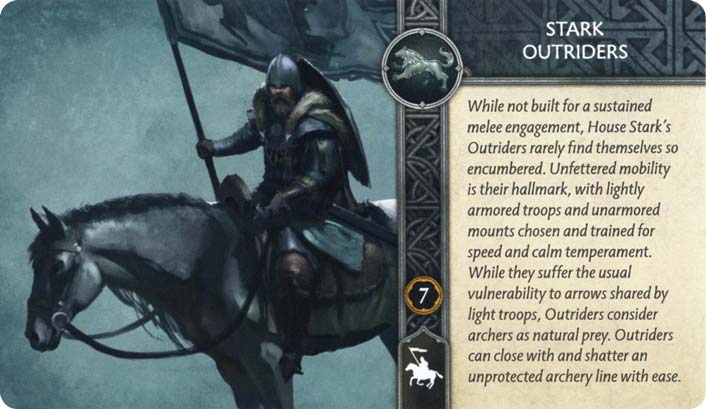 STARK
OUTRIDERS
While not built for a sustained
melee engagement, House Stark's
Outriders rarely find themselves so
encumbered. Unfettered mobility
is their hallmark, with lightly
armored troops and unarmored
mounts chosen and trained for
speed and calm temperament.
While they suffer the usual
vulnerability to arrows shared by
light troops, Outriders consider
archers as natural prey. Outriders
can close with and shatter an
unprotected archery line with ease.
7